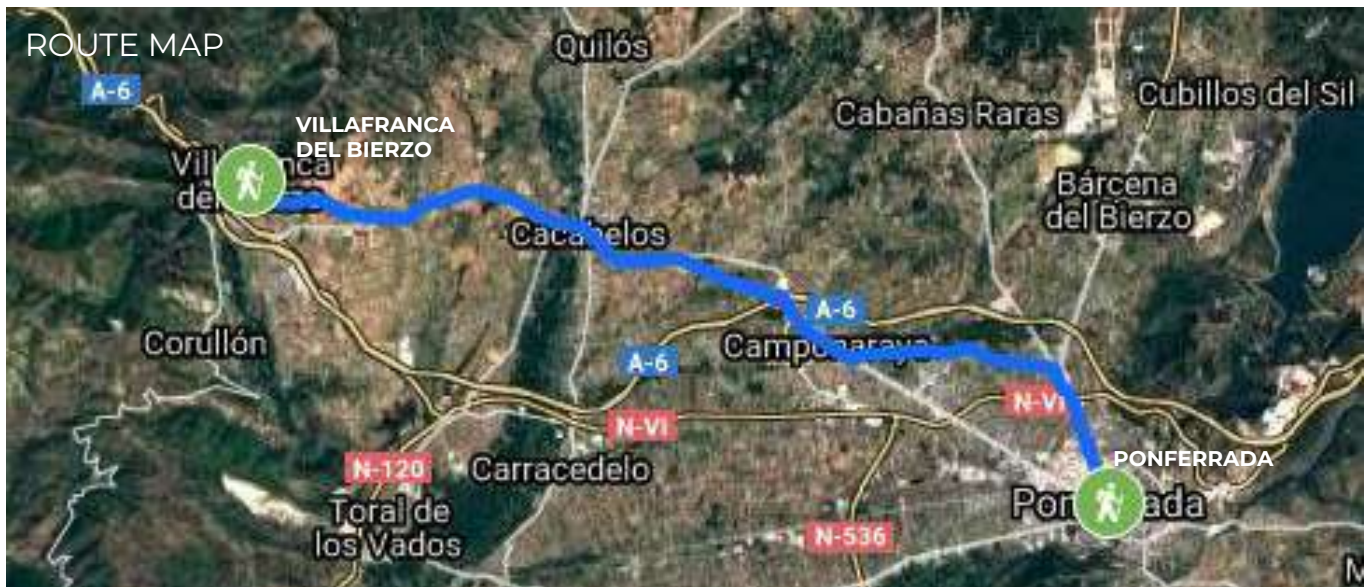 ROUTE MAP
Quilós
A-6
Cubillos del Sil
Cabañas Raras
VILLAFRANCA
DEL BIERZO
Bárcena
del Bierzo
Cacabelos
A-6
Corullón
Camponaraya
A-6
N-VI
N-VI
PONFERRADA
N-120
Carracedelo
Toral de
los Vados
N-536